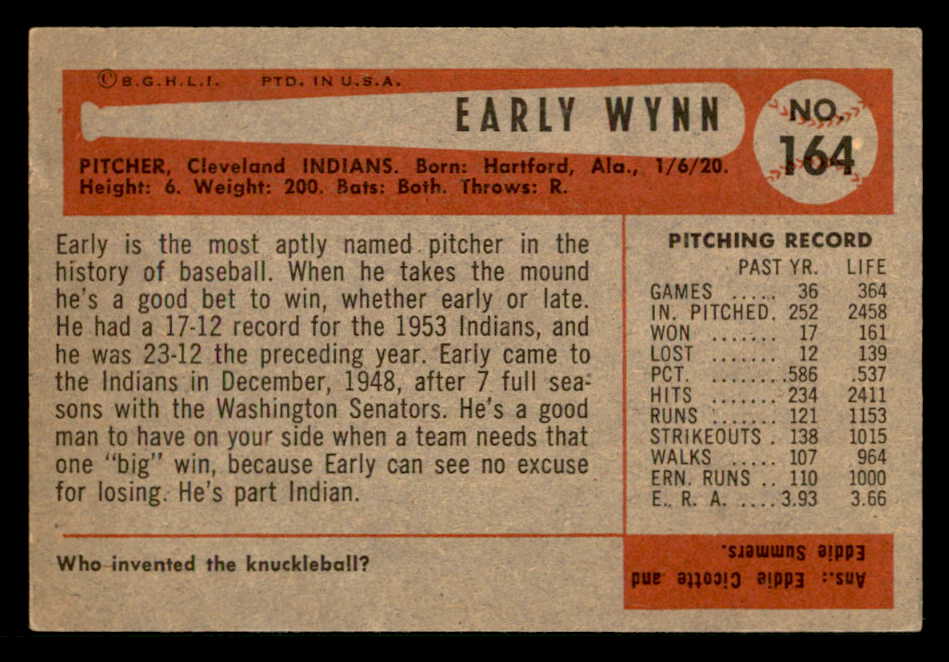 © B.G.H.L.I. PTD. IN U.S.A.
EARLY WYNN
NO.
164
PITCHER, Cleveland INDIANS. Born: Hartford, Ala., 1/6/20.
Height: 6. Weight: 200. Bats: Both. Throws: R.
Early is the most aptly named pitcher in the
history of baseball. When he takes the mound
he's a good bet to win, whether early or late.
He had a 17-12 record for the 1953 Indians, and
he was 23-12 the preceding year. Early came to
the Indians in December, 1948, after 7 full sea-
sons with the Washington Senators. He's a good
man to have on your side when a team needs that
one "big" win, because Early can see no excuse
for losing. He's part Indian.
PITCHING RECORD
PAST YR. LIFE
GAMES ..... 36 364
IN. PITCHED. 252 2458
WON ....... 17 161
LOST ....... 12 139
PCT. ........ .586 .537
HITS ........ 234 2411
RUNS ....... 121 1153
STRIKEOUTS . 138 1015
WALKS ..... 107 964
ERN. RUNS .. 110 1000
E. R. A. .... 3.93 3.66
Who invented the knuckleball?
Ans.: Eddie Cicotte and
Eddie Summers.